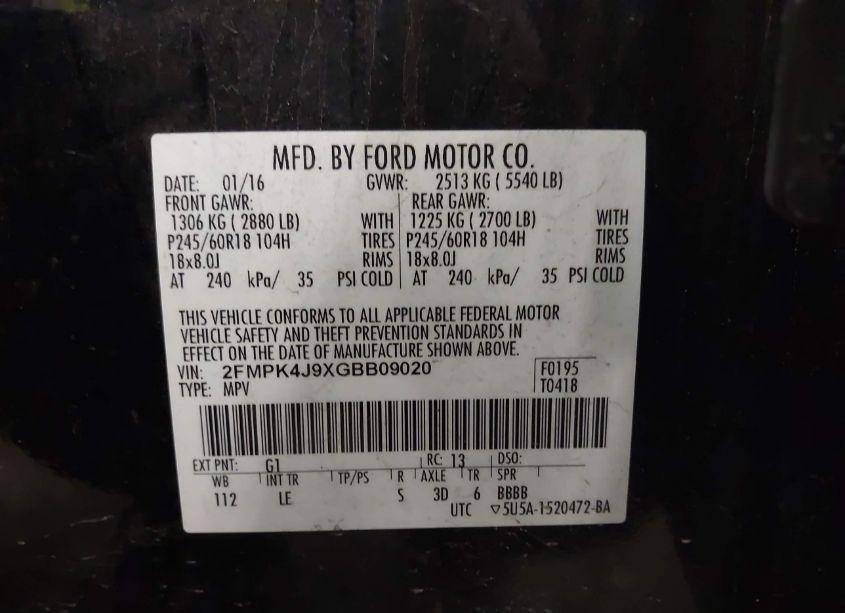 MFD. BY FORD MOTOR CO.
DATE: 01/16 GVWR: 2513 KG ( 5540 LB)
FRONT GAWR: REAR GAWR:
1306 KG ( 2880 LB) WITH 1225 KG ( 2700 LB) WITH
P245/60R18 104H TIRES P245/60R18 104H TIRES
18x8.0J RIMS 18x8.0J RIMS
AT 240 kPa/ 35 PSI COLD AT 240 kPa/ 35 PSI COLD
THIS VEHICLE CONFORMS TO ALL APPLICABLE FEDERAL MOTOR
VEHICLE SAFETY AND THEFT PREVENTION STANDARDS IN
EFFECT ON THE DATE OF MANUFACTURE SHOWN ABOVE.
VIN: 2FMPK4J9XGBB09020 F0195
TYPE: MPV T0418
EXT PNT: G1 RC: 13 DSO:
WB INT TR TP/PS R AXLE TR SPR
112 LE S 3D 6 BBBB
UTC ▽5U5A-1520472-BA